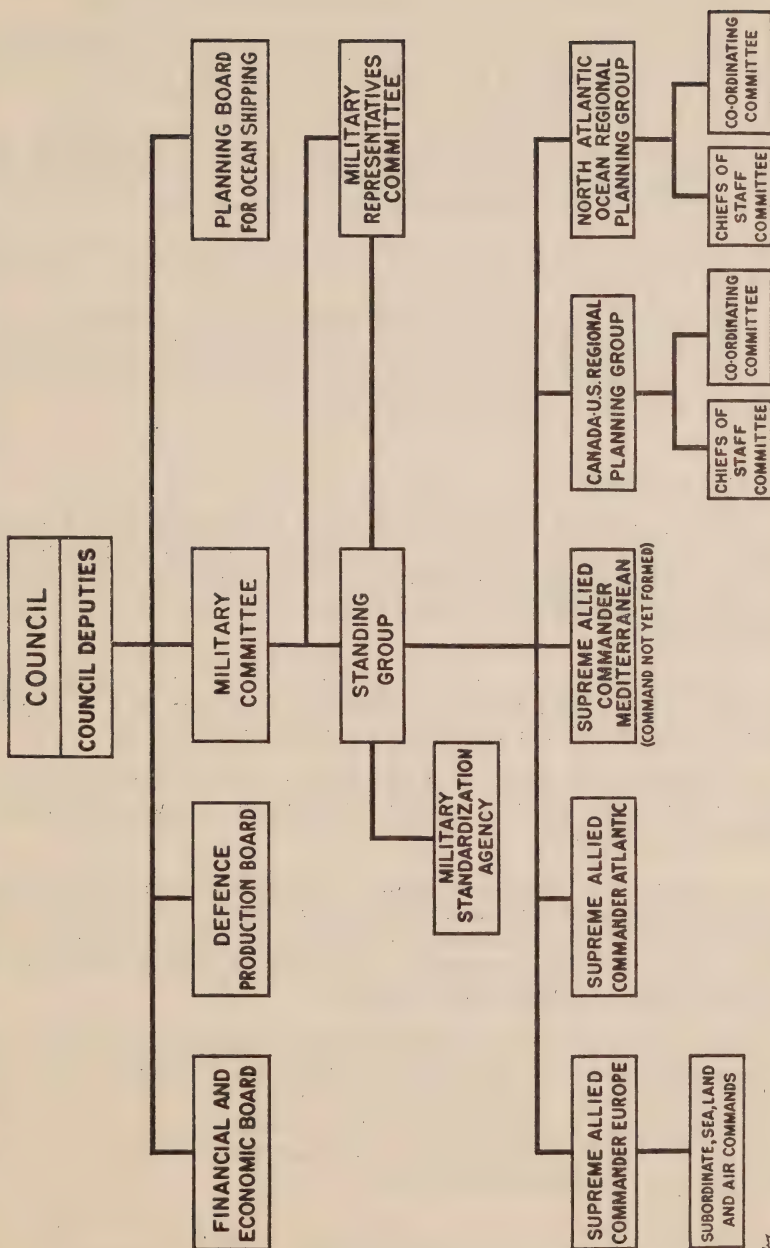 COUNCIL
COUNCIL DEPUTIES
FINANCIAL AND
ECONOMIC BOARD
DEFENCE
PRODUCTION BOARD
MILITARY
COMMITTEE
PLANNING BOARD
FOR OCEAN SHIPPING
STANDING
GROUP
MILITARY
REPRESENTATIVES
COMMITTEE
MILITARY
STANDARDIZATION
AGENCY
SUPREME ALLIED
COMMANDER EUROPE
SUPREME ALLIED
COMMANDER ATLANTIC
SUPREME ALLIED
COMMANDER
MEDITERRANEAN
(COMMAND NOT YET FORMED)
CANADA-U.S. REGIONAL
PLANNING GROUP
NORTH ATLANTIC
OCEAN REGIONAL
PLANNING GROUP
SUBORDINATE, SEA, LAND
AND AIR COMMANDS
CHIEFS OF
STAFF
COMMITTEE
CO-ORDINATING
COMMITTEE
CHIEFS OF
STAFF
COMMITTEE
CO-ORDINATING
COMMITTEE